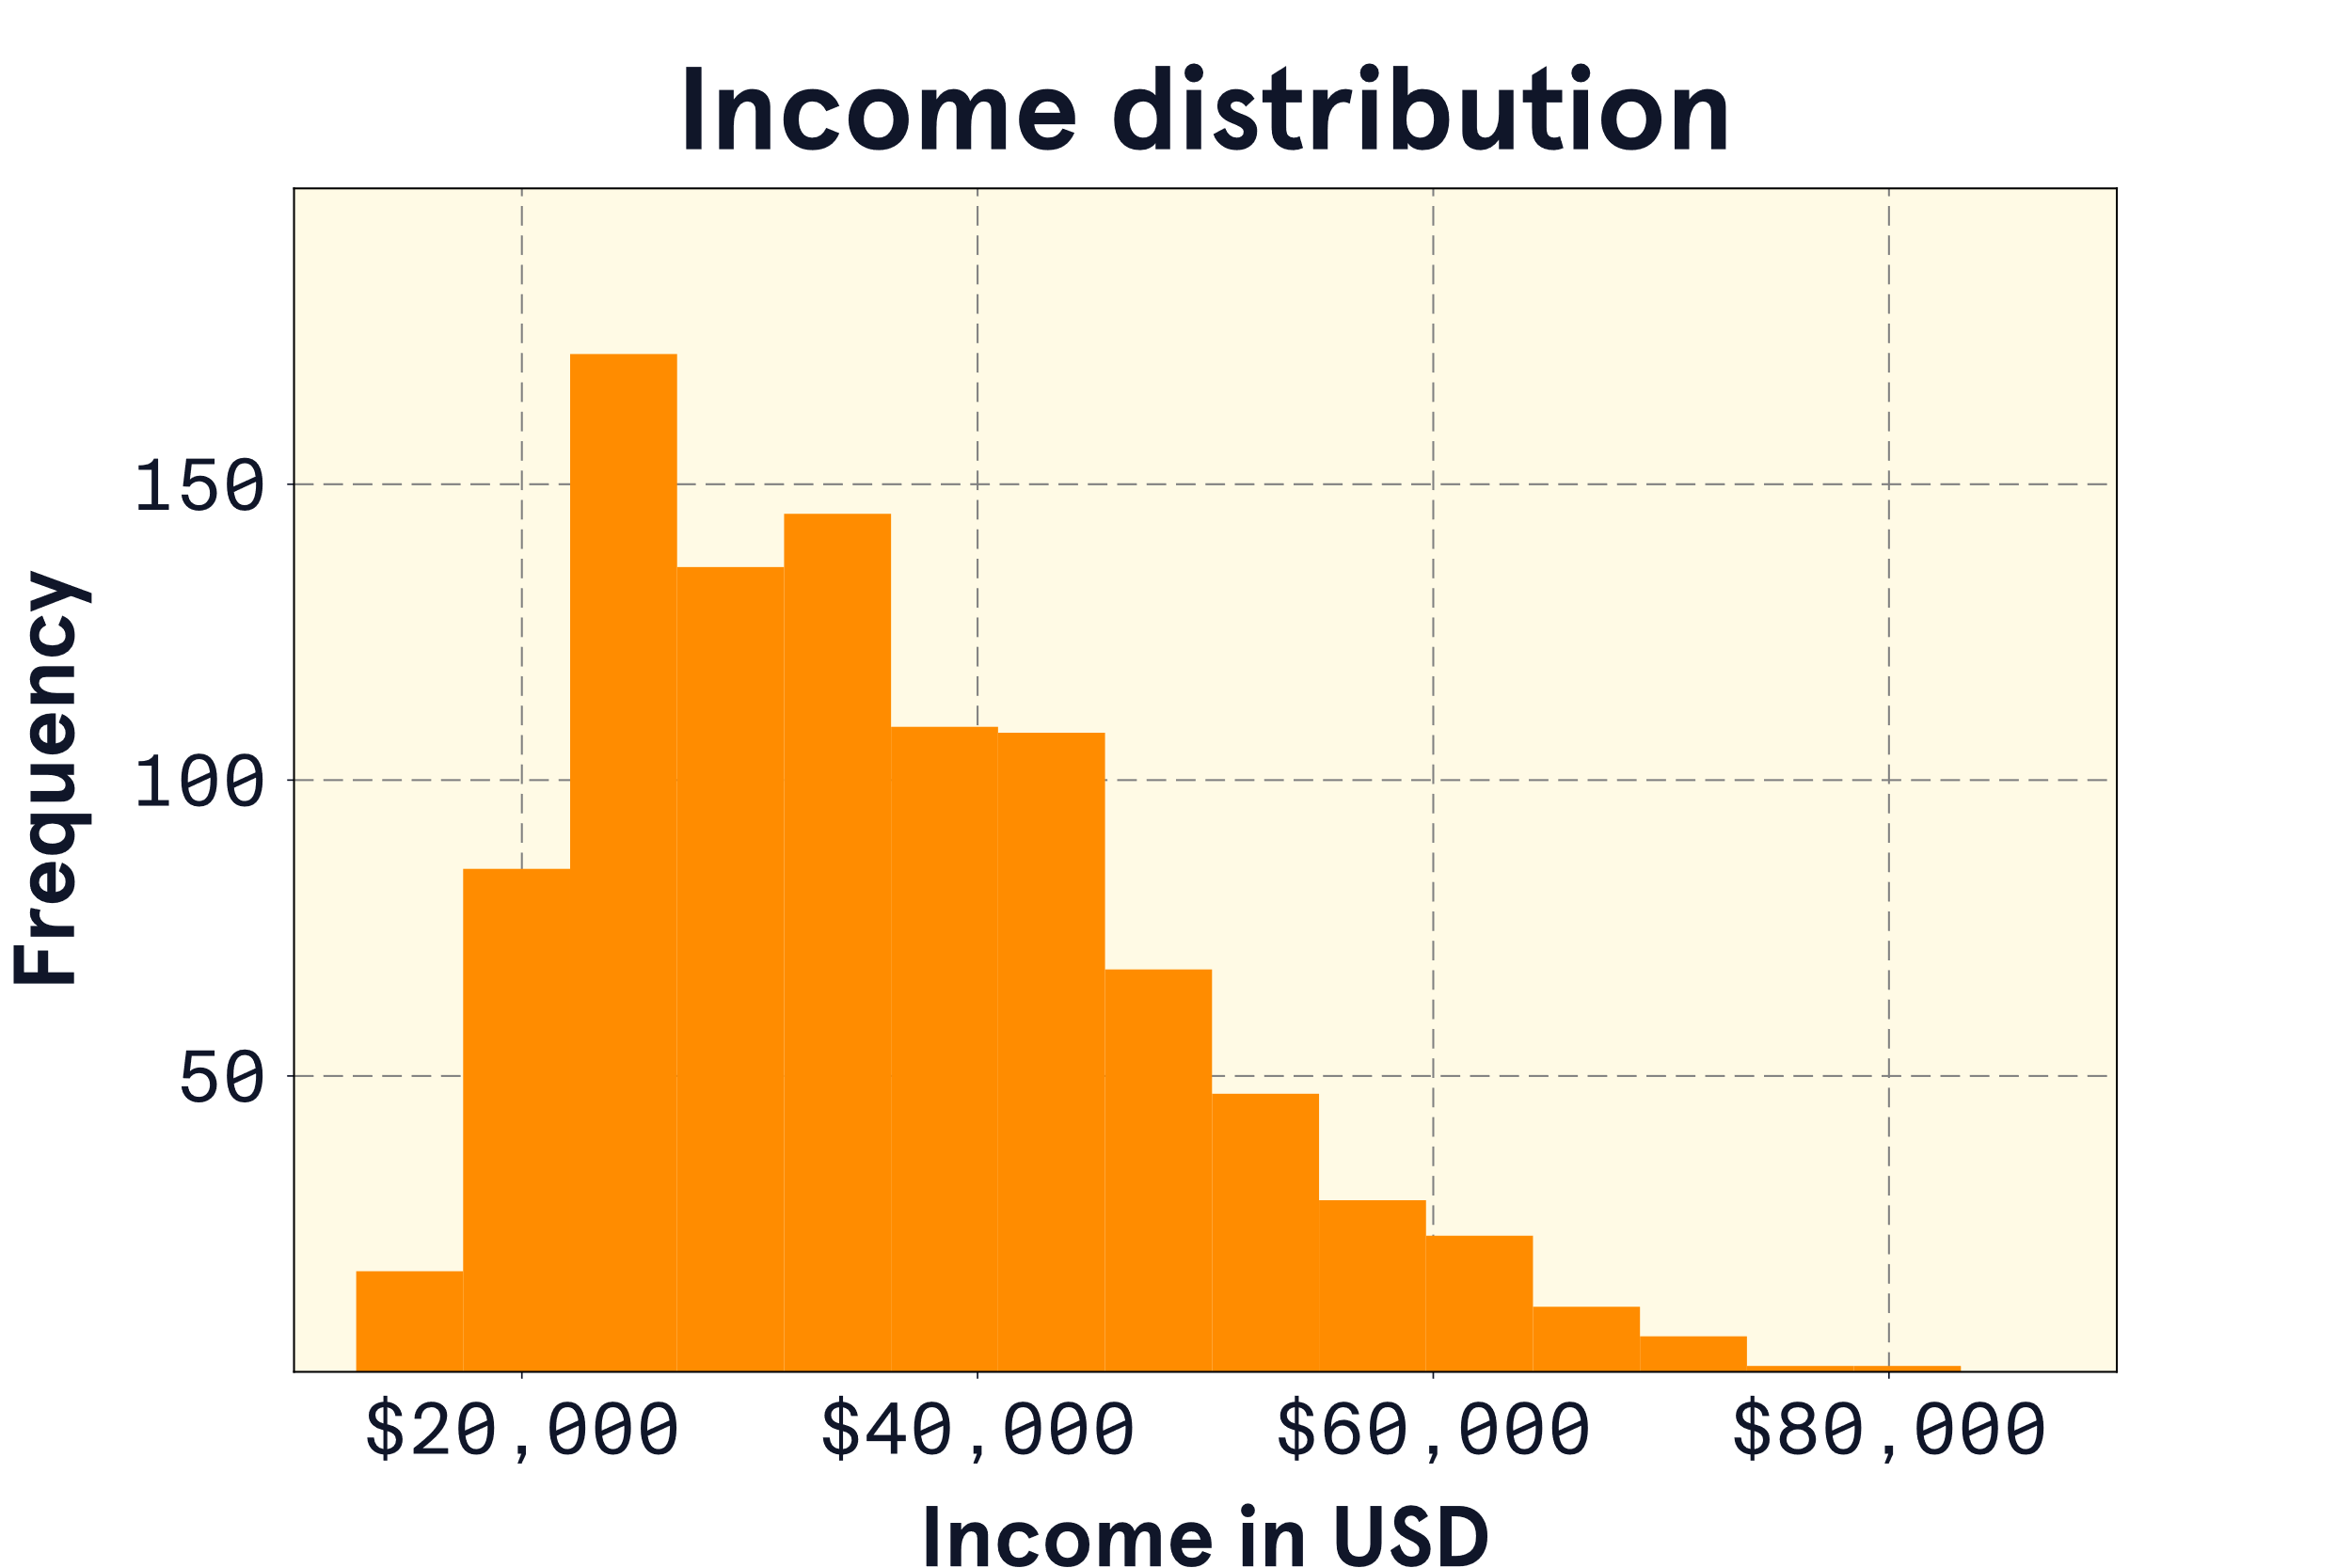 Income distribution
Frequency
150
100
50
$20,000 $40,000 $60,000 $80,000
Income in USD